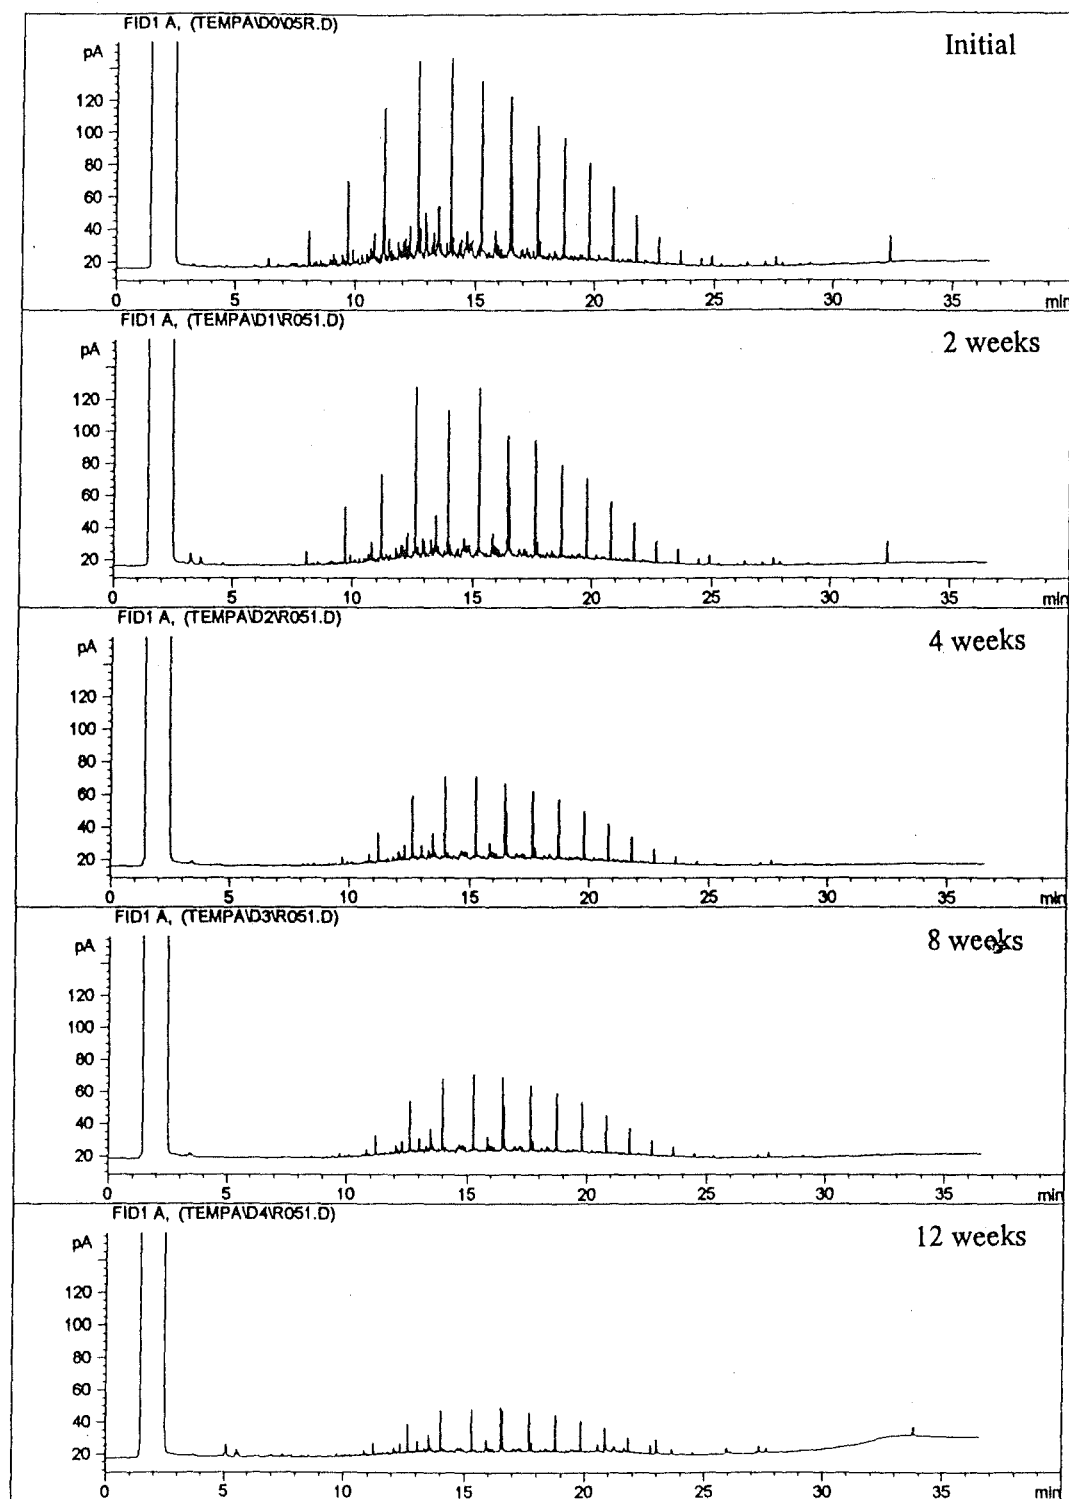 FID1 A, (TEMPA\D0\05R.D)
Initial
pA
120
100
80
60
40
20
0 5 10 15 20 25 30 35 min
FID1 A, (TEMPA\D1\R051.D)
2 weeks
pA
120
100
80
60
40
20
0 5 10 15 20 25 30 35 min
FID1 A, (TEMPA\D2\R051.D)
4 weeks
pA
120
100
80
60
40
20
0 5 10 15 20 25 30 35 min
FID1 A, (TEMPA\D3\R051.D)
8 weeks
pA
120
100
80
60
40
20
0 5 10 15 20 25 30 35 min
FID1 A, (TEMPA\D4\R051.D)
12 weeks
pA
120
100
80
60
40
20
0 5 10 15 20 25 30 35 min